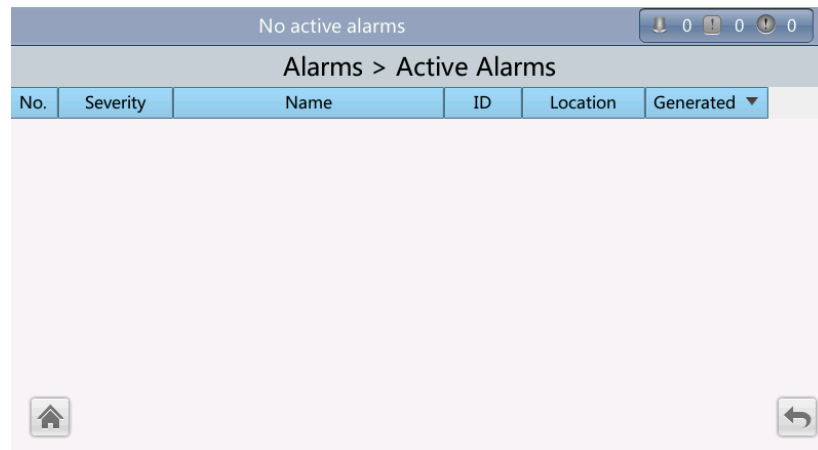 No active alarms 0 0 0
Alarms > Active Alarms
No. Severity Name ID Location Generated